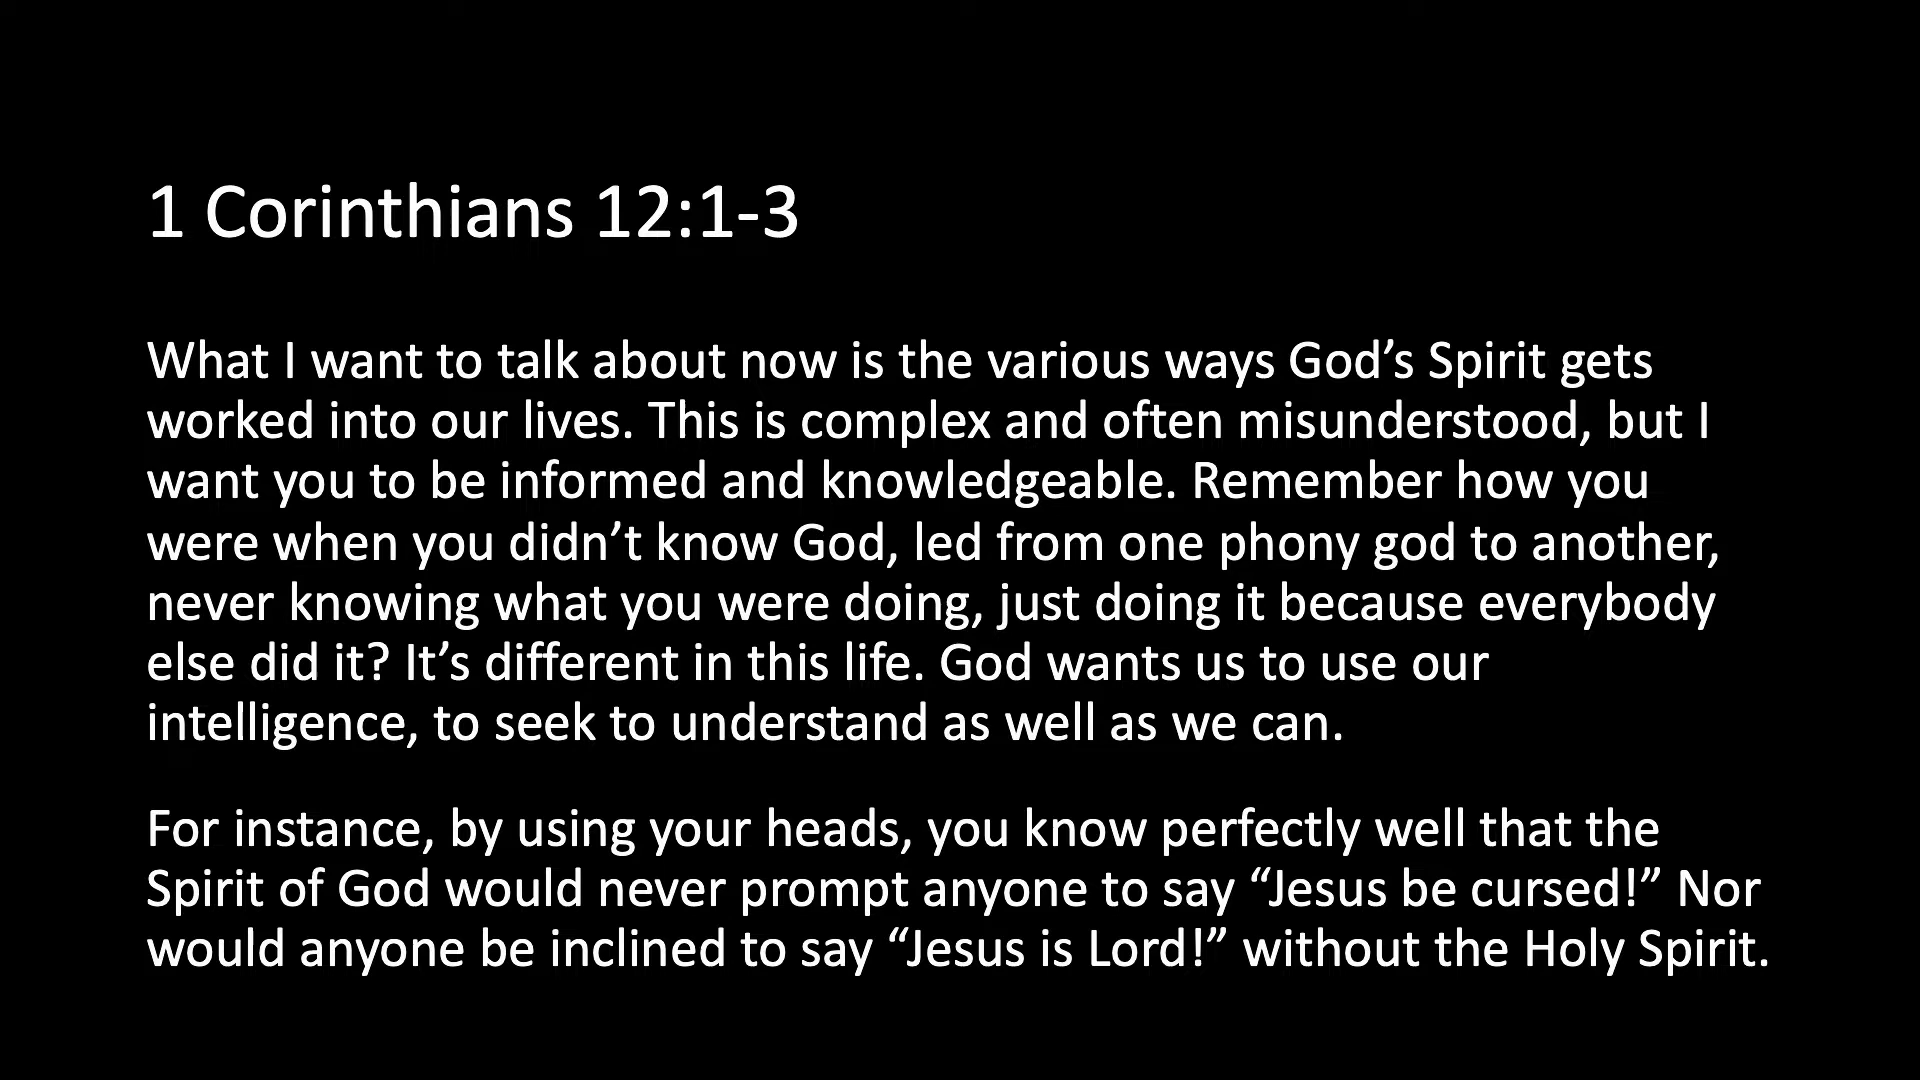 1 Corinthians 12:1-3
What I want to talk about now is the various ways God’s Spirit gets
worked into our lives. This is complex and often misunderstood, but I
want you to be informed and knowledgeable. Remember how you
were when you didn’t know God, led from one phony god to another,
never knowing what you were doing, just doing it because everybody
else did it? It’s different in this life. God wants us to use our
intelligence, to seek to understand as well as we can.
For instance, by using your heads, you know perfectly well that the
Spirit of God would never prompt anyone to say “Jesus be cursed!” Nor
would anyone be inclined to say “Jesus is Lord!” without the Holy Spirit.